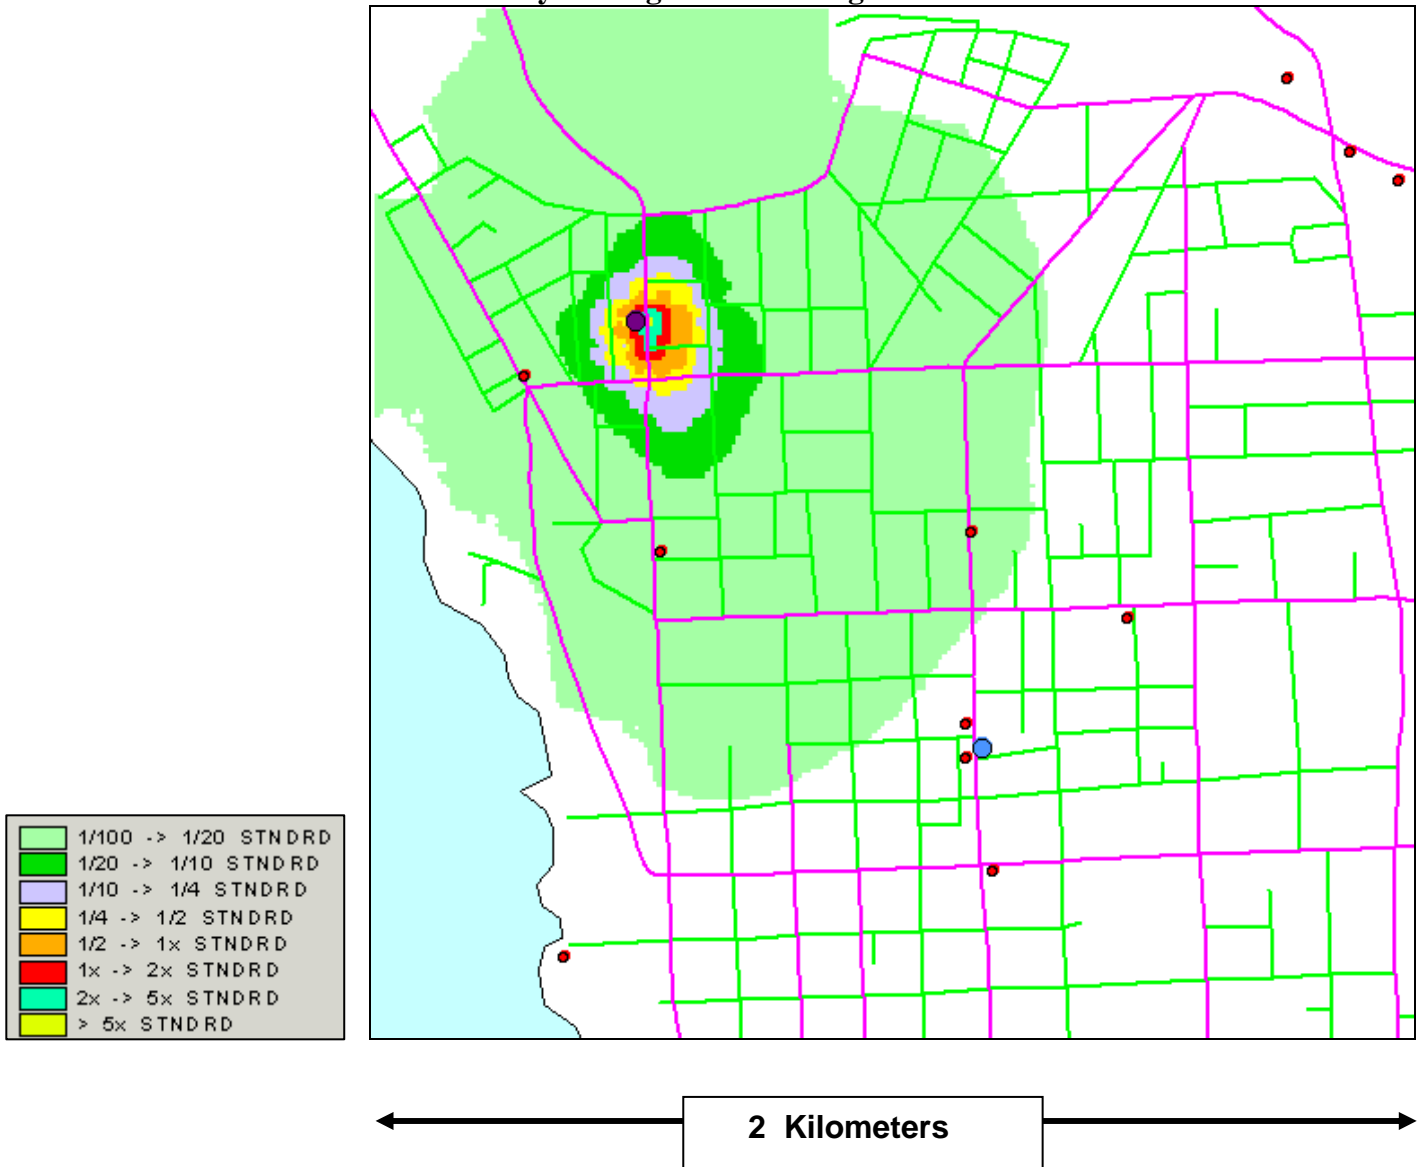 1/100 -> 1/20 STNDRD
1/20 -> 1/10 STNDRD
1/10 -> 1/4 STNDRD
1/4 -> 1/2 STNDRD
1/2 -> 1x STNDRD
1x -> 2x STNDRD
2x -> 5x STNDRD
> 5x STNDRD
2 Kilometers